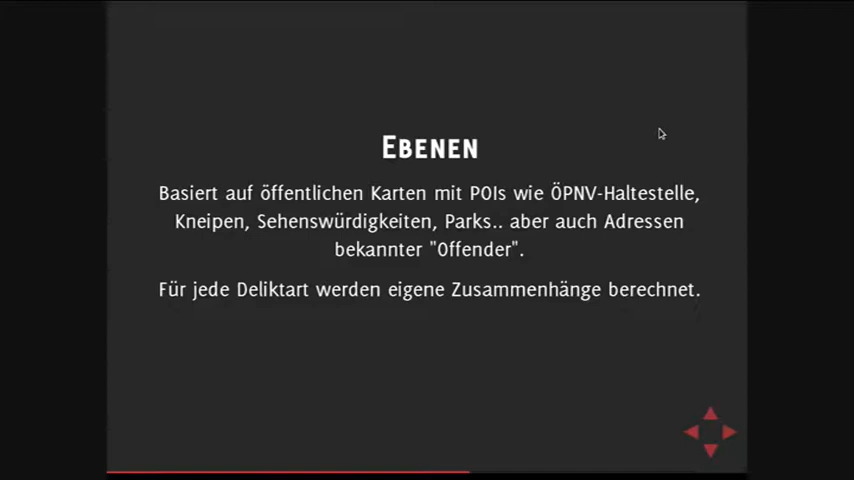 Ebenen
Basiert auf öffentlichen Karten mit POIs wie ÖPNV-Haltestelle,
Kneipen, Sehenswürdigkeiten, Parks.. aber auch Adressen
bekannter "Offender".
Für jede Deliktart werden eigene Zusammenhänge berechnet.